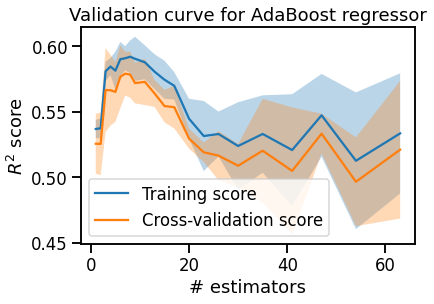 Validation curve for AdaBoost regressor
R² score
0.60
0.55
0.50
0.45
Training score
Cross-validation score
0
20
40
60
# estimators